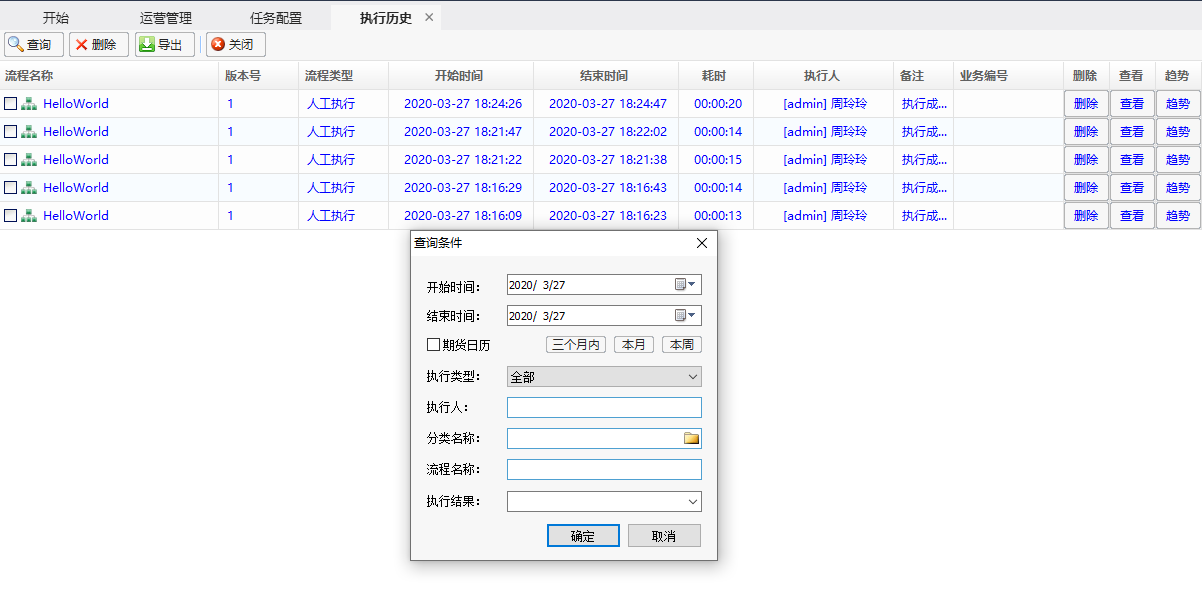 开始 运营管理 任务配置 执行历史
查询 删除 导出 关闭
流程名称 版本号 流程类型 开始时间 结束时间 耗时 执行人 备注 业务编号 删除 查看 趋势
HelloWorld 1 人工执行 2020-03-27 18:24:26 2020-03-27 18:24:47 00:00:20 [admin] 周玲玲 执行成... 删除 查看 趋势
HelloWorld 1 人工执行 2020-03-27 18:21:47 2020-03-27 18:22:02 00:00:14 [admin] 周玲玲 执行成... 删除 查看 趋势
HelloWorld 1 人工执行 2020-03-27 18:21:22 2020-03-27 18:21:38 00:00:15 [admin] 周玲玲 执行成... 删除 查看 趋势
HelloWorld 1 人工执行 2020-03-27 18:16:29 2020-03-27 18:16:43 00:00:14 [admin] 周玲玲 执行成... 删除 查看 趋势
HelloWorld 1 人工执行 2020-03-27 18:16:09 2020-03-27 18:16:23 00:00:13 [admin] 周玲玲 执行成... 删除 查看 趋势
查询条件
开始时间： 2020/ 3/27
结束时间： 2020/ 3/27
期货日历 三个月内 本月 本周
执行类型： 全部
执行人：
分类名称：
流程名称：
执行结果：
确定 取消